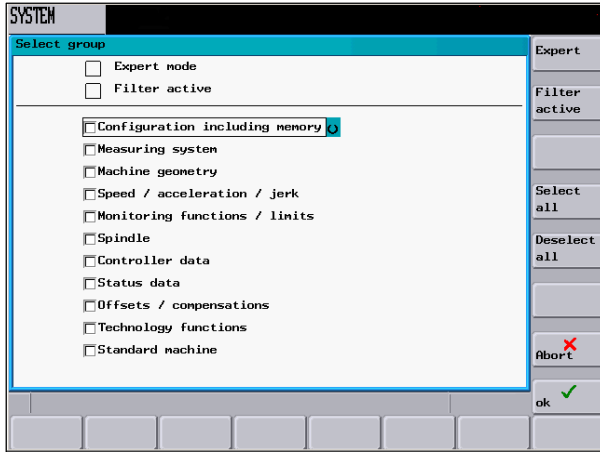 SYSTEM
Select group
Expert mode
Filter active
Configuration including memory
Measuring system
Machine geometry
Speed / acceleration / jerk
Monitoring functions / limits
Spindle
Controller data
Status data
Offsets / compensations
Technology functions
Standard machine
Expert
Filter
active
Select
all
Deselect
all
Abort
ok